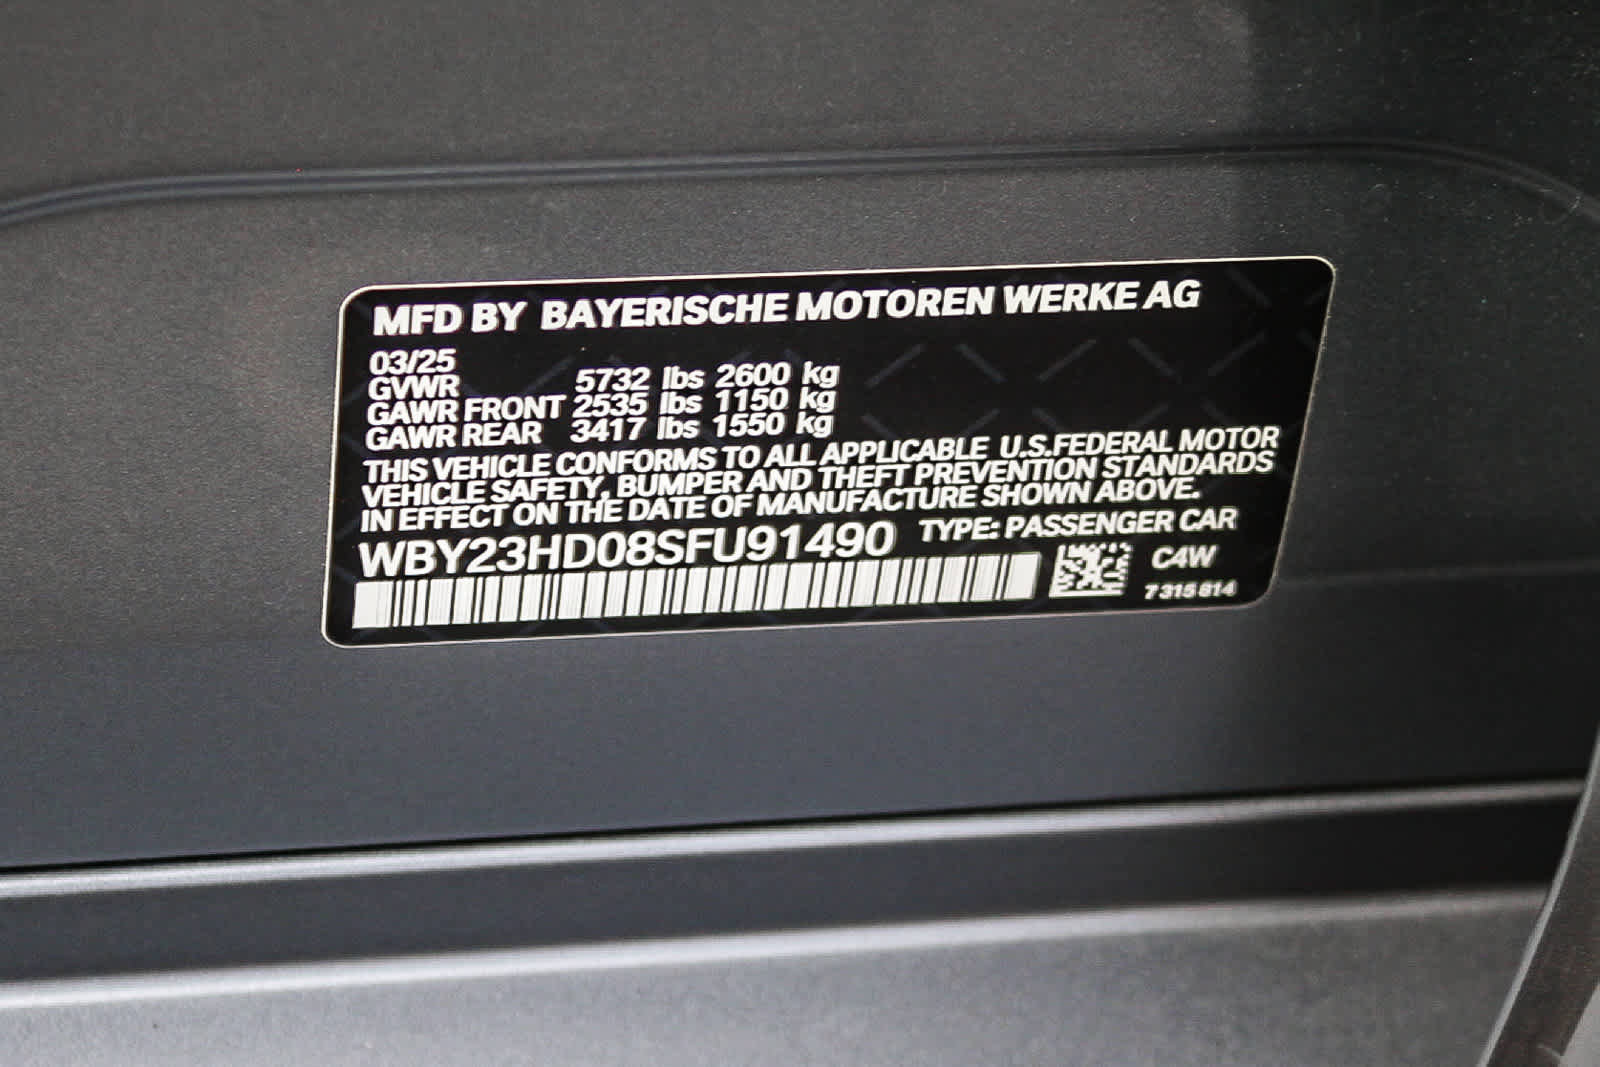 MFD BY BAYERISCHE MOTOREN WERKE AG
03/25
GVWR 5732 lbs 2600 kg
GAWR FRONT 2535 lbs 1150 kg
GAWR REAR 3417 lbs 1550 kg
THIS VEHICLE CONFORMS TO ALL APPLICABLE U.S.FEDERAL MOTOR
VEHICLE SAFETY, BUMPER AND THEFT PREVENTION STANDARDS
IN EFFECT ON THE DATE OF MANUFACTURE SHOWN ABOVE.
WBY23HD08SFU91490 TYPE: PASSENGER CAR
C4W
7 315 814